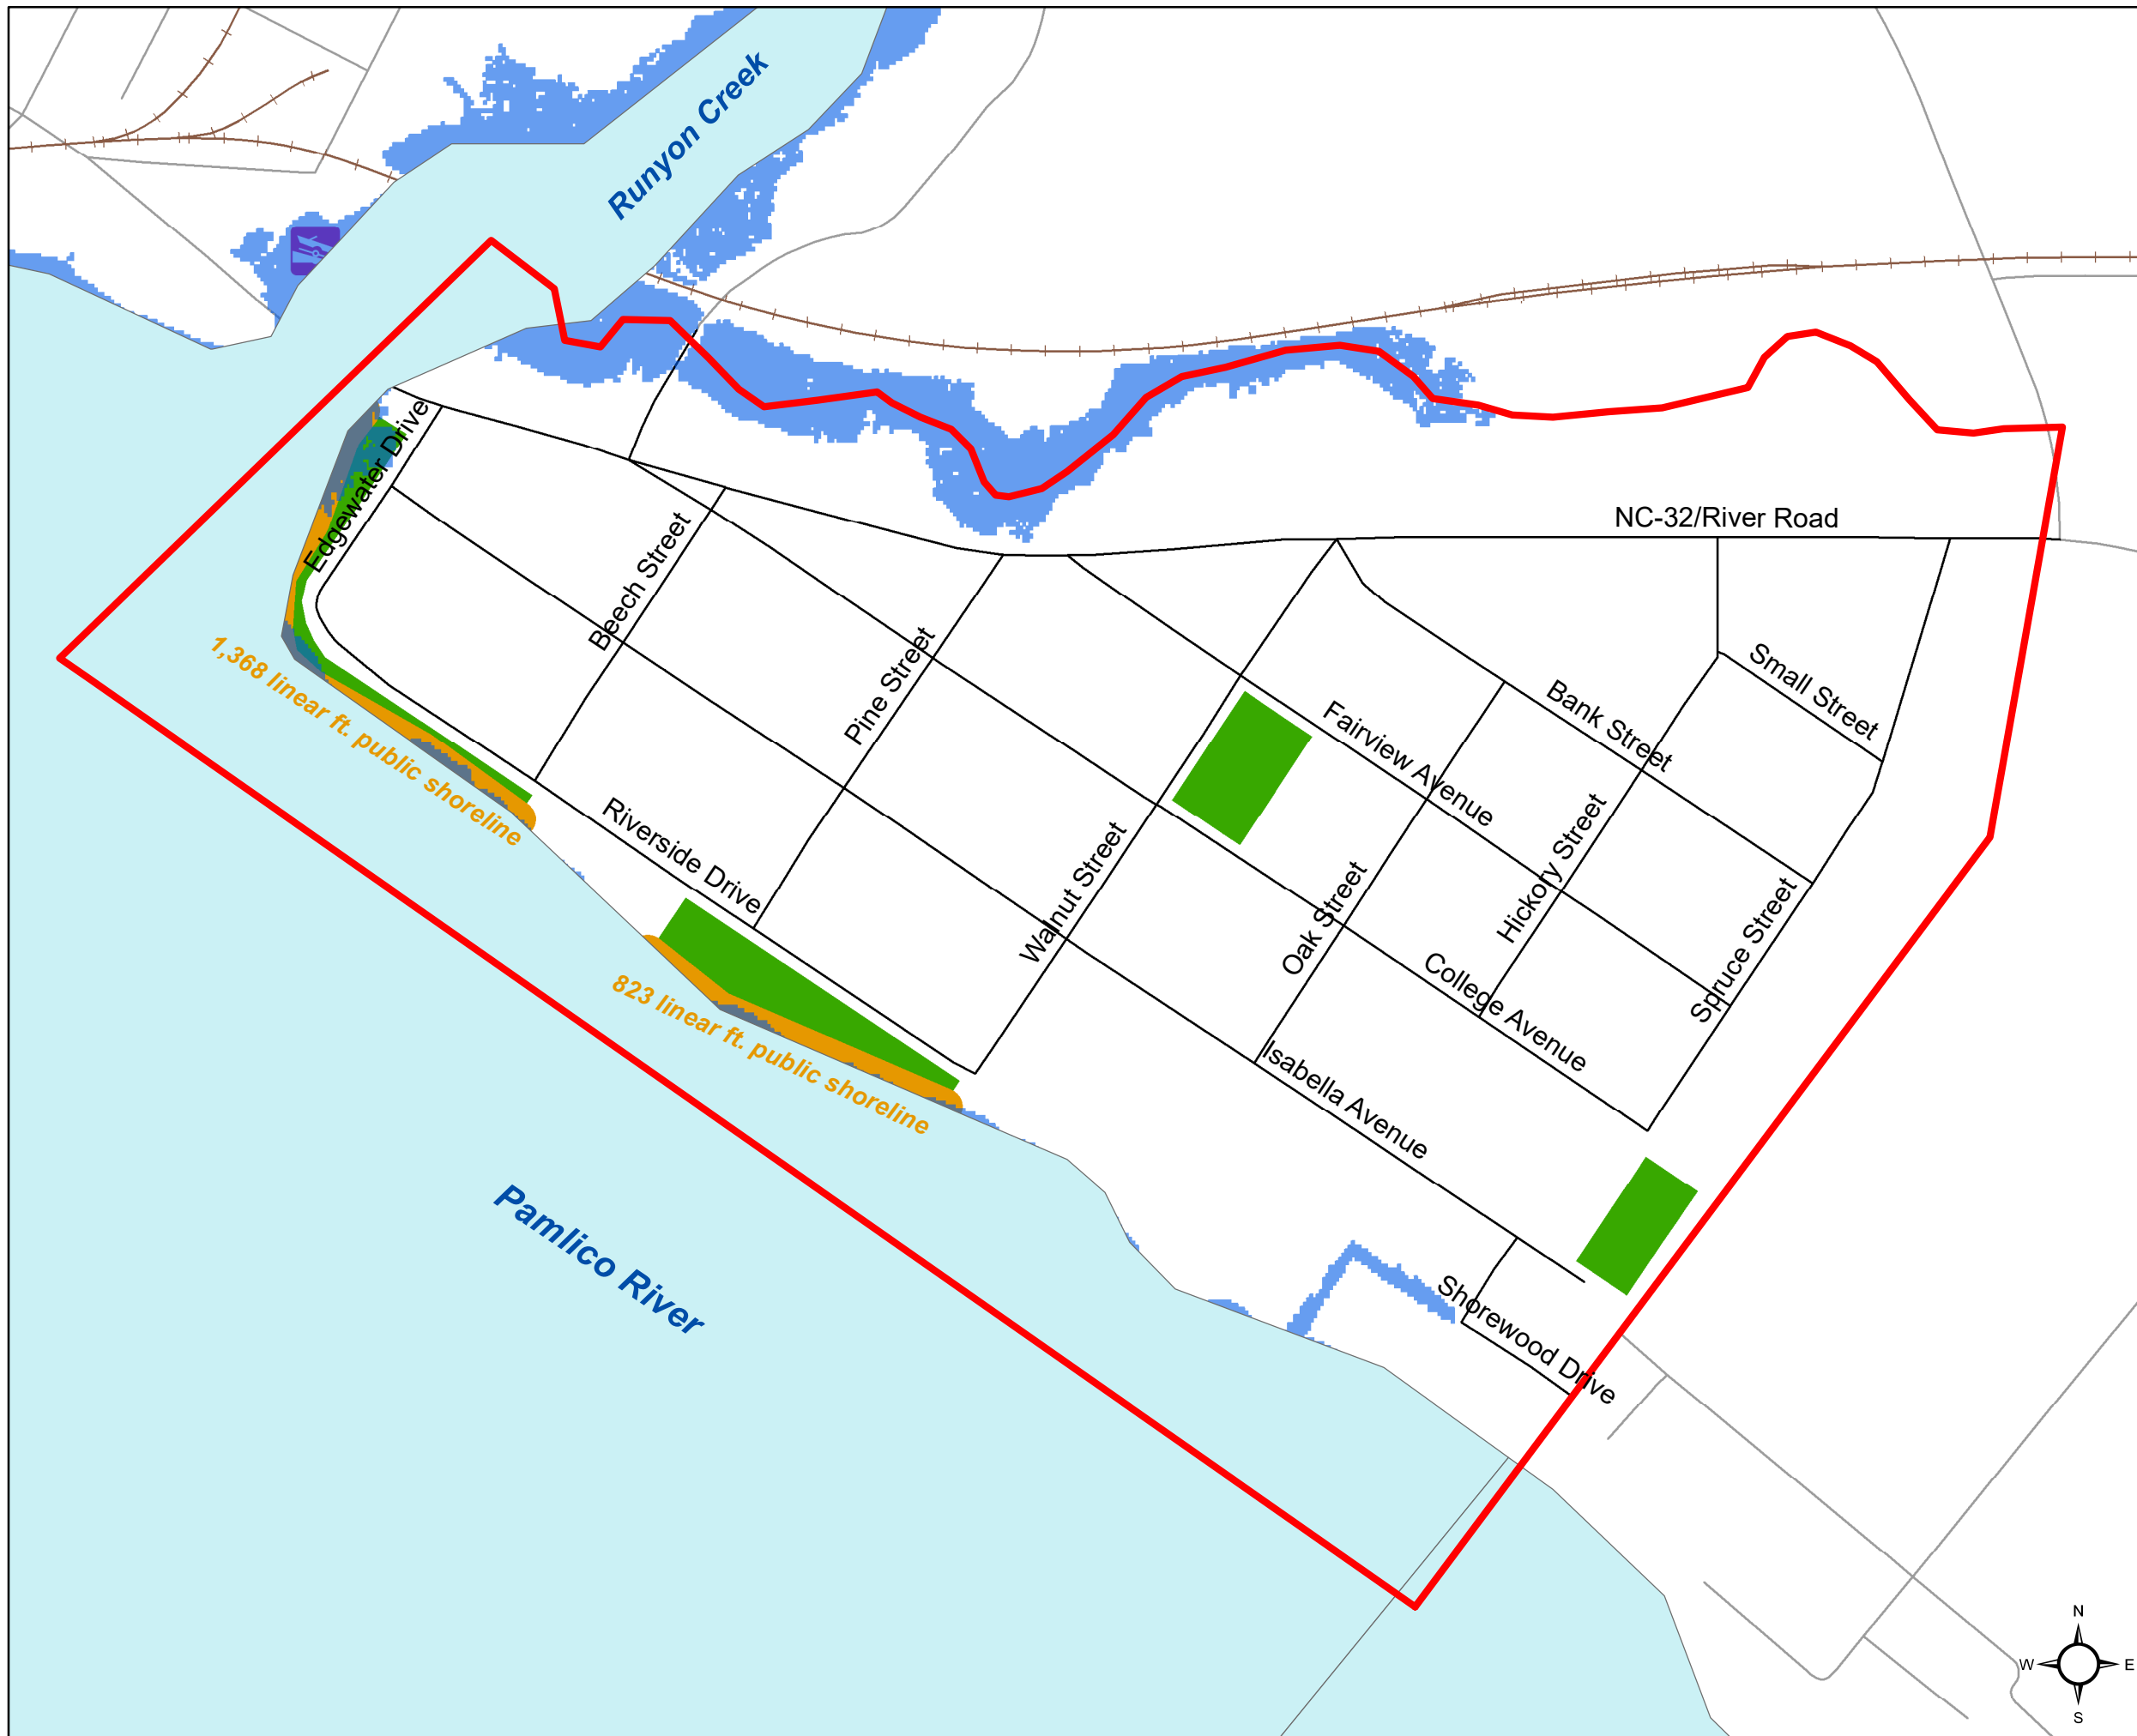 Runyon Creek
Edgewater Drive
NC-32/River Road
Beech Street
Pine Street
Small Street
Bank Street
Fairview Avenue
1,368 linear ft. public shoreline
Riverside Drive
Walnut Street
Hickory Street
Oak Street
Spruce Street
College Avenue
823 linear ft. public shoreline
Isabella Avenue
Pamlico River
Shorewood Drive
N
W
E
S